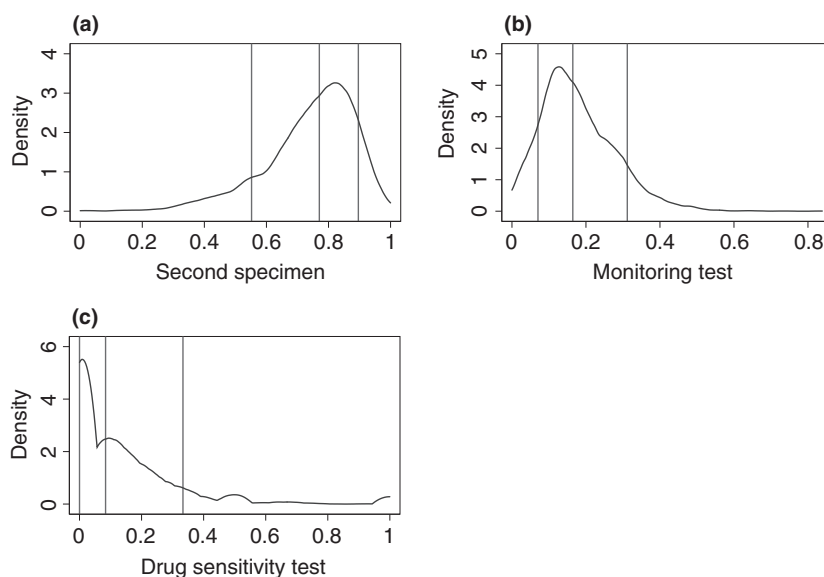 (a)
Density
4
3
2
1
0
0 0.2 0.4 0.6 0.8 1
Second specimen
(b)
Density
5
4
3
2
1
0
0 0.2 0.4 0.6 0.8
Monitoring test
(c)
Density
6
4
2
0
0 0.2 0.4 0.6 0.8 1
Drug sensitivity test